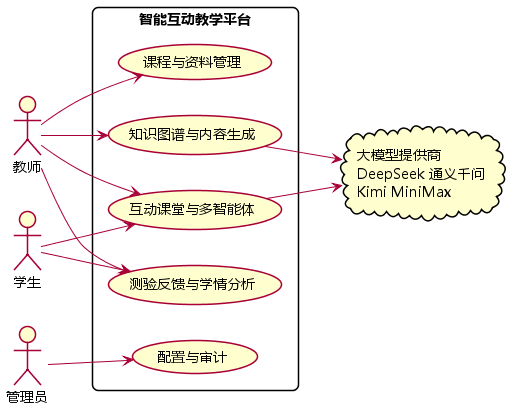 智能互动教学平台
课程与资料管理
知识图谱与内容生成
互动课堂与多智能体
测验反馈与学情分析
配置与审计
教师
学生
管理员
大模型提供商
DeepSeek 通义千问
Kimi MiniMax